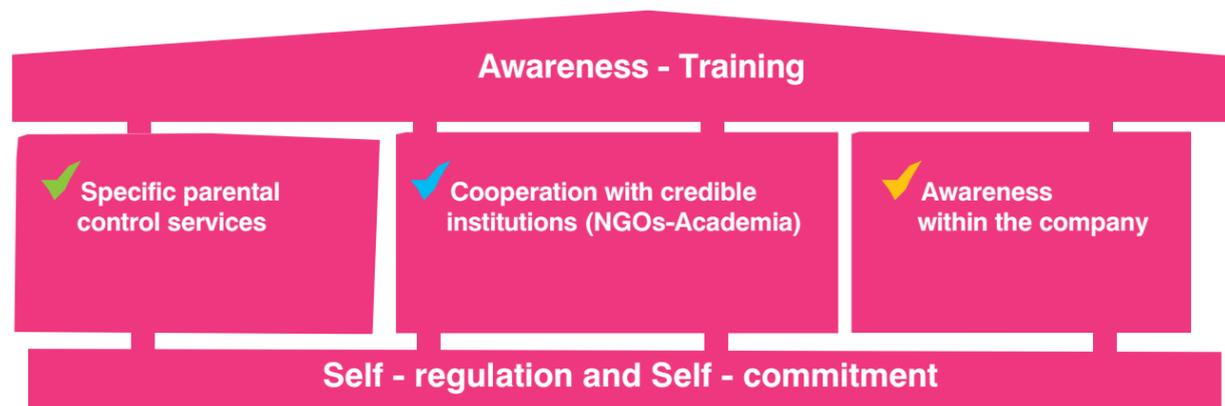 Awareness - Training
Specific parental
control services
Cooperation with credible
institutions (NGOs-Academia)
Awareness
within the company
Self - regulation and Self - commitment